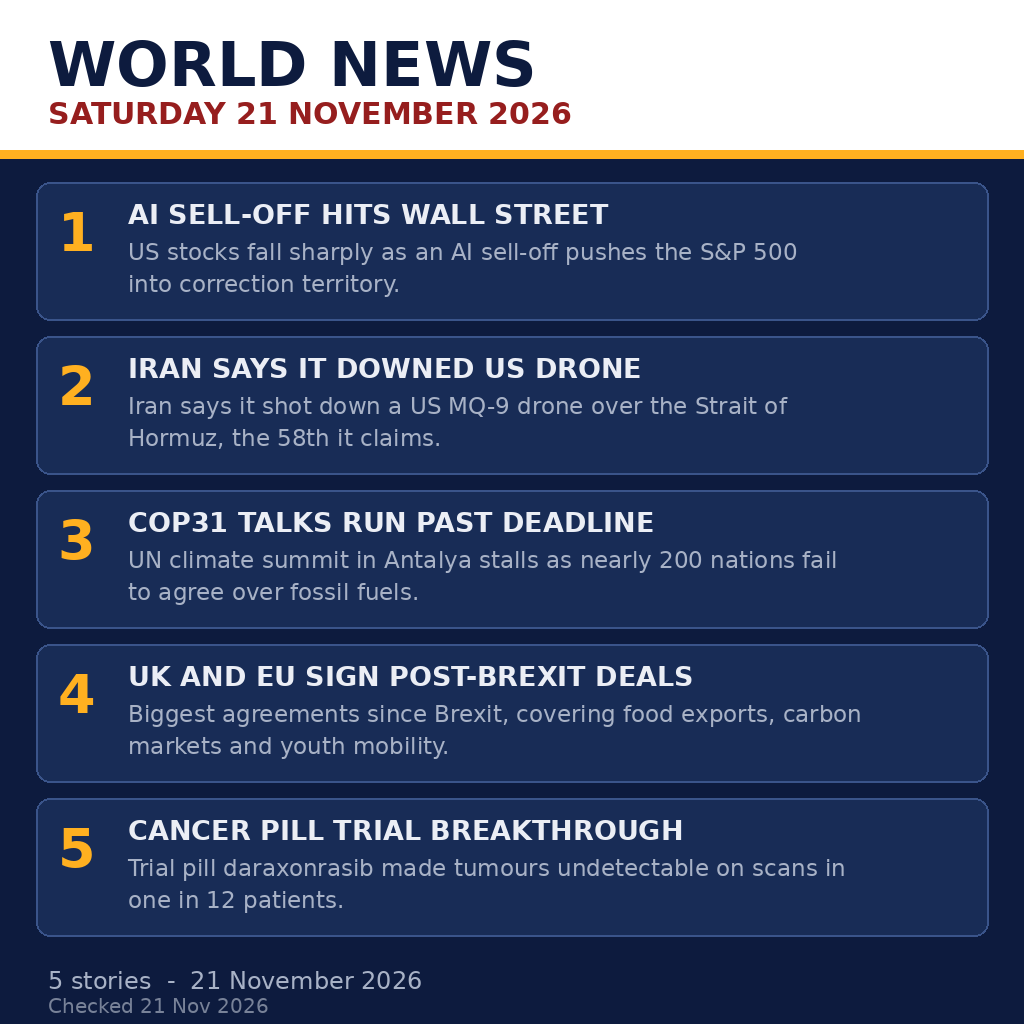 WORLD NEWS
SATURDAY 21 NOVEMBER 2026
1
AI SELL-OFF HITS WALL STREET
US stocks fall sharply as an AI sell-off pushes the S&P 500
into correction territory.
2
IRAN SAYS IT DOWNED US DRONE
Iran says it shot down a US MQ-9 drone over the Strait of
Hormuz, the 58th it claims.
3
COP31 TALKS RUN PAST DEADLINE
UN climate summit in Antalya stalls as nearly 200 nations fail
to agree over fossil fuels.
4
UK AND EU SIGN POST-BREXIT DEALS
Biggest agreements since Brexit, covering food exports, carbon
markets and youth mobility.
5
CANCER PILL TRIAL BREAKTHROUGH
Trial pill daraxonrasib made tumours undetectable on scans in
one in 12 patients.
5 stories - 21 November 2026
Checked 21 Nov 2026